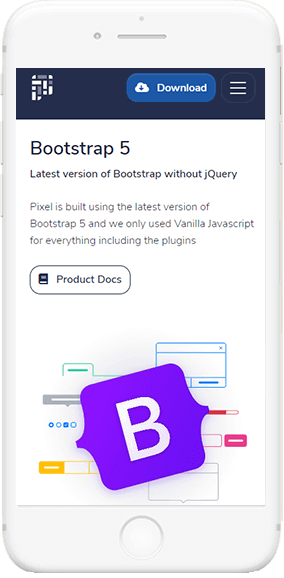 Download
Bootstrap 5
Latest version of Bootstrap without jQuery
Pixel is built using the latest version of
Bootstrap 5 and we only used Vanilla Javascript
for everything including the plugins
Product Docs
B